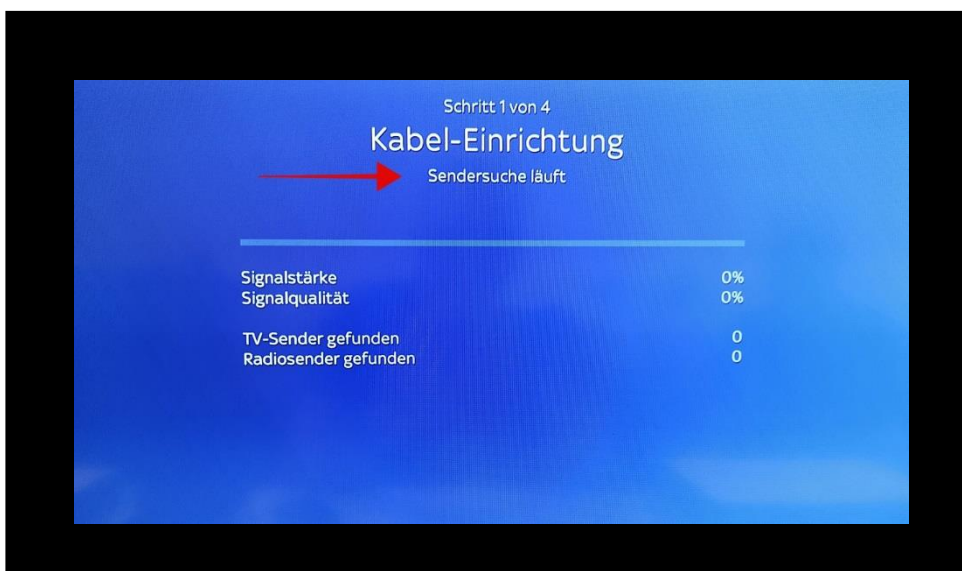 Schritt 1 von 4
Kabel-Einrichtung
Sendersuche läuft
Signalstärke 0%
Signalqualität 0%
TV-Sender gefunden 0
Radiosender gefunden 0